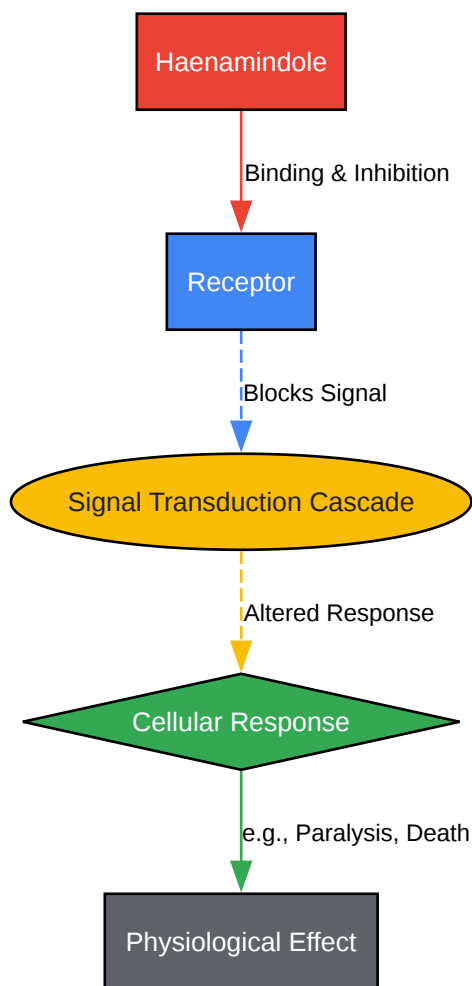 Haenamindole
Binding & Inhibition
Receptor
Blocks Signal
Signal Transduction Cascade
Altered Response
Cellular Response
e.g., Paralysis, Death
Physiological Effect